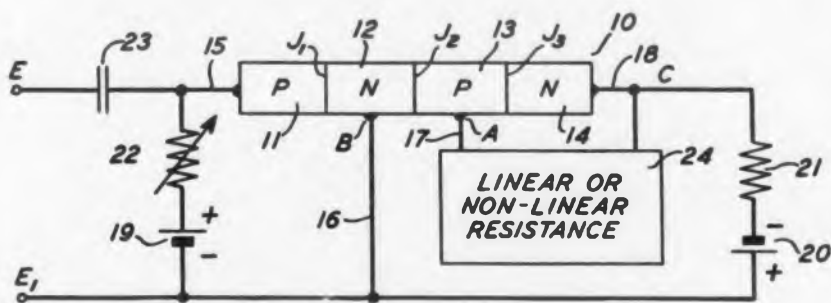 23
15
J1
12
J2
13
J3
10
18
C
E
P
N
P
N
11
B
17
A
14
24
22
LINEAR OR
NON-LINEAR
RESISTANCE
21
+
19
-
16
-
20
+
E1